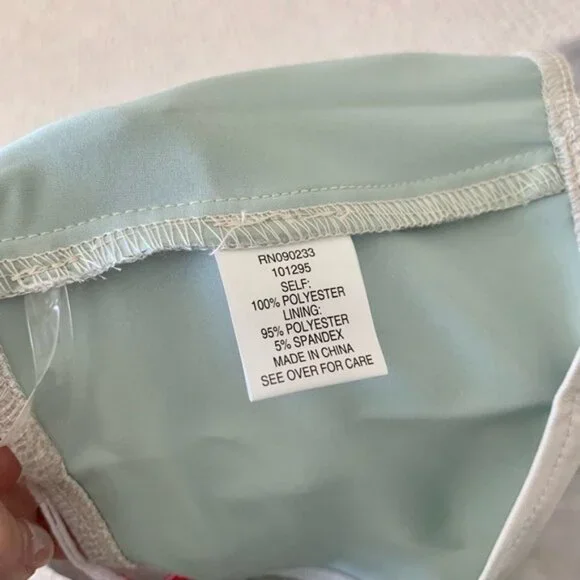 RN090233
101295
SELF:
100% POLYESTER
LINING:
95% POLYESTER
5% SPANDEX
MADE IN CHINA
SEE OVER FOR CARE